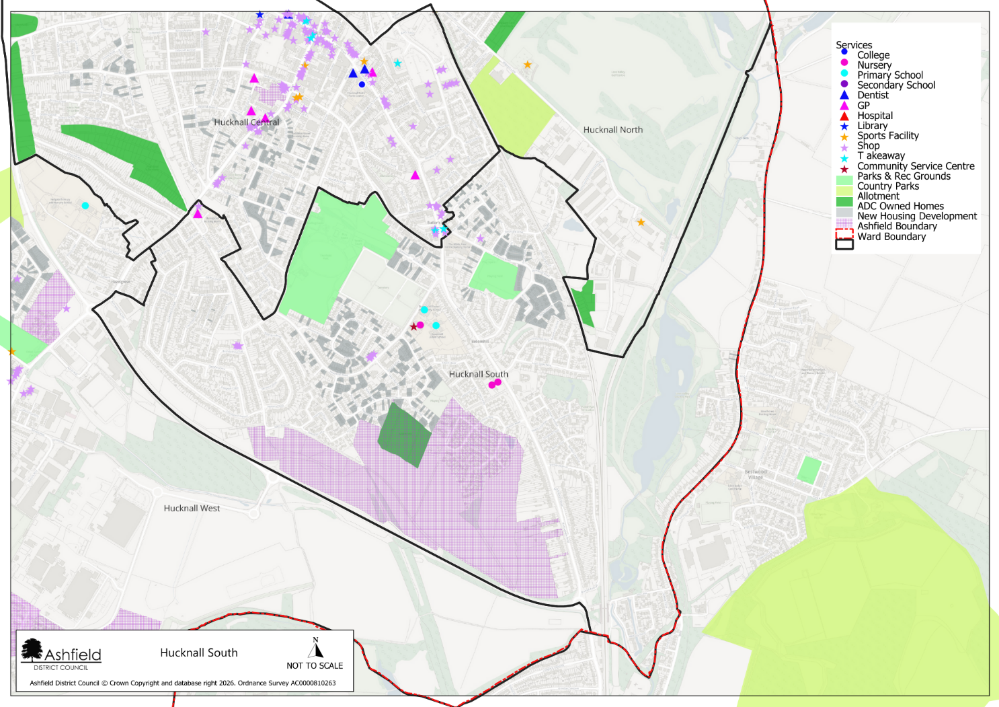 Services
College
Nursery
Primary School
Secondary School
Dentist
GP
Hospital
Library
Sports Facility
Shop
T akeaway
Community Service Centre
Parks & Rec Grounds
Country Parks
Allotment
ADC Owned Homes
New Housing Development
Ashfield Boundary
Ward Boundary
Hucknall Central
Hucknall North
Hucknall South
Bestwood
Village
Hucknall West
Ashfield
DISTRICT COUNCIL
Hucknall South
N
NOT TO SCALE
Ashfield District Council © Crown Copyright and database right 2026. Ordnance Survey AC0000810263